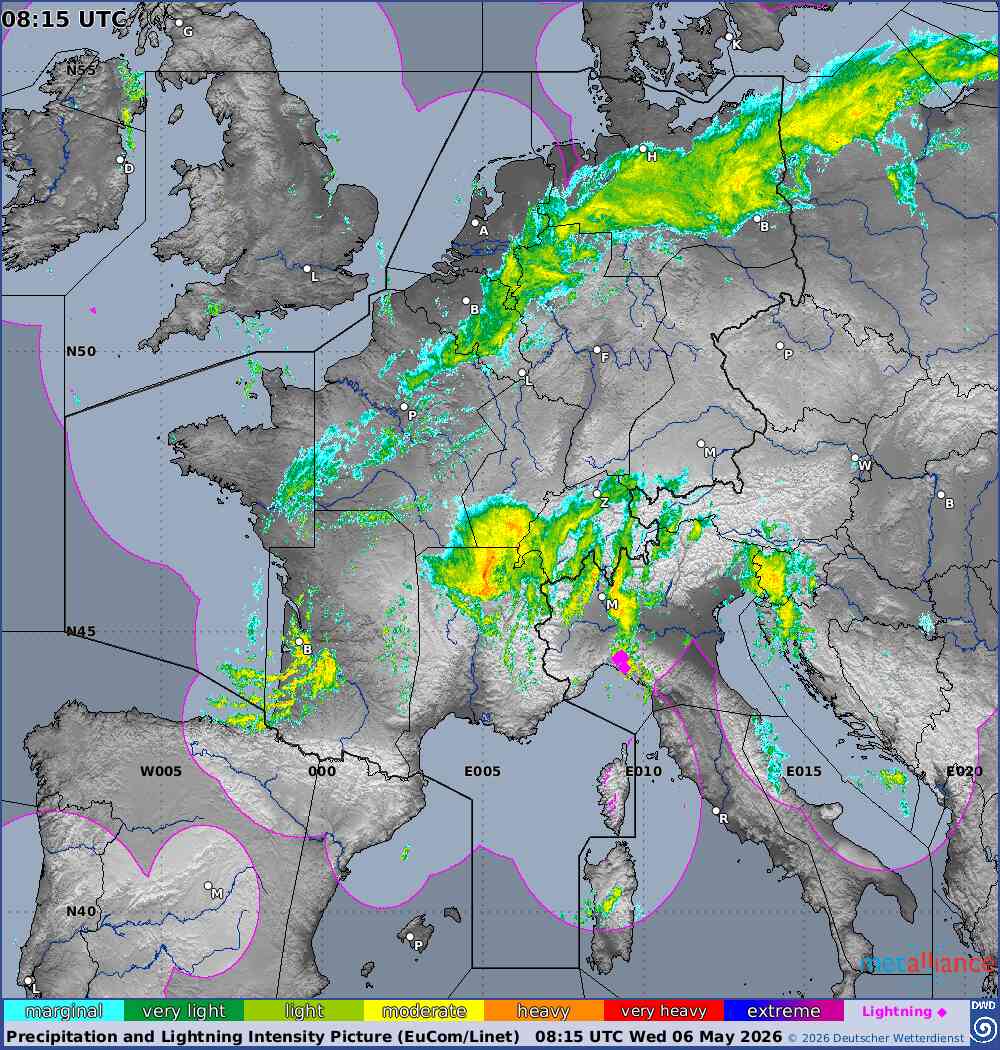 08:15 UTC
G
K
N55
D
H
A
B
L
B
N50
F
P
L
P
M
W
Z
B
M
N45
B
W005
000
E005
E010
E015
E020
R
M
N40
P
metalliance
L
marginal very light light moderate heavy very heavy extreme Lightning ◆
DWD
Precipitation and Lightning Intensity Picture (EuCom/Linet) 08:15 UTC Wed 06 May 2026 © 2026 Deutscher Wetterdienst